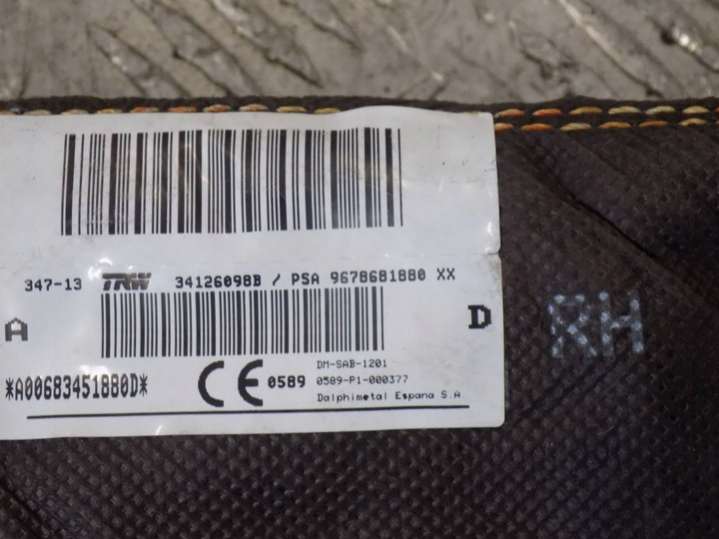 347-13 TRW 34126098B / PSA 9678681880 XX
A D
RH
*A00683451880D*
CE 0589
DM-SAB-1201
0589-P1-000377
Dalphimetal Espana S.A